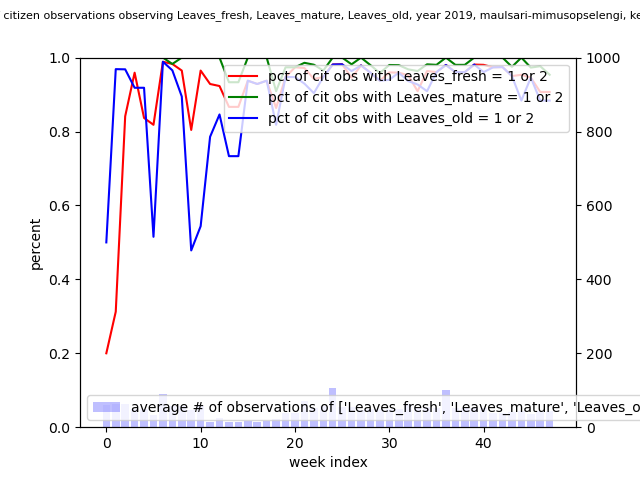 citizen observations observing Leaves_fresh, Leaves_mature, Leaves_old, year 2019, maulsari-mimusopselengi, ke
1.0
0.8
0.6
0.4
0.2
0.0
percent
1000
800
600
400
200
0
pct of cit obs with Leaves_fresh = 1 or 2
pct of cit obs with Leaves_mature = 1 or 2
pct of cit obs with Leaves_old = 1 or 2
average # of observations of ['Leaves_fresh', 'Leaves_mature', 'Leaves_o
0 10 20 30 40
week index